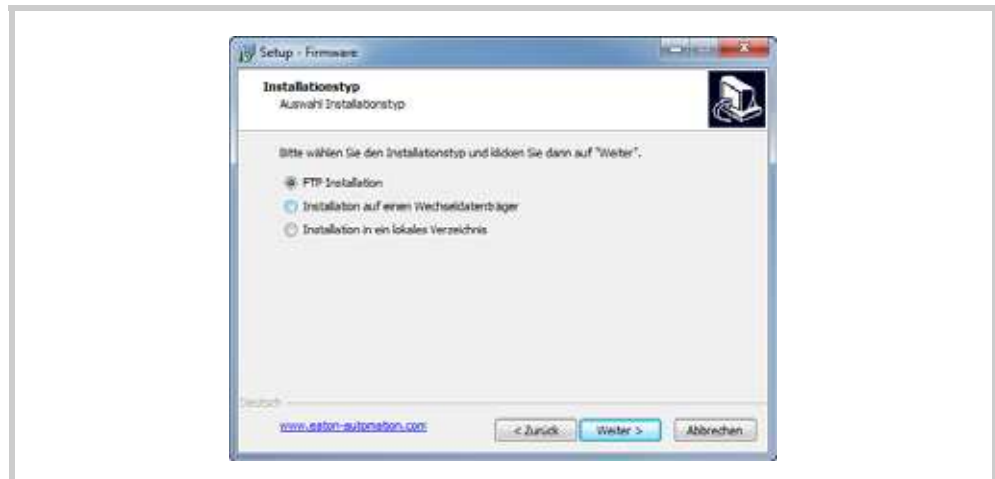 Setup - Firmware
Installationstyp
Auswahl Installationstyp
Bitte wählen Sie den Installationstyp und klicken Sie dann auf "Weiter".
FTP Installation
Installation auf einen Wechseldatenträger
Installation in ein lokales Verzeichnis
Deutsch
www.eaton-automation.com
< Zurück
Weiter >
Abbrechen